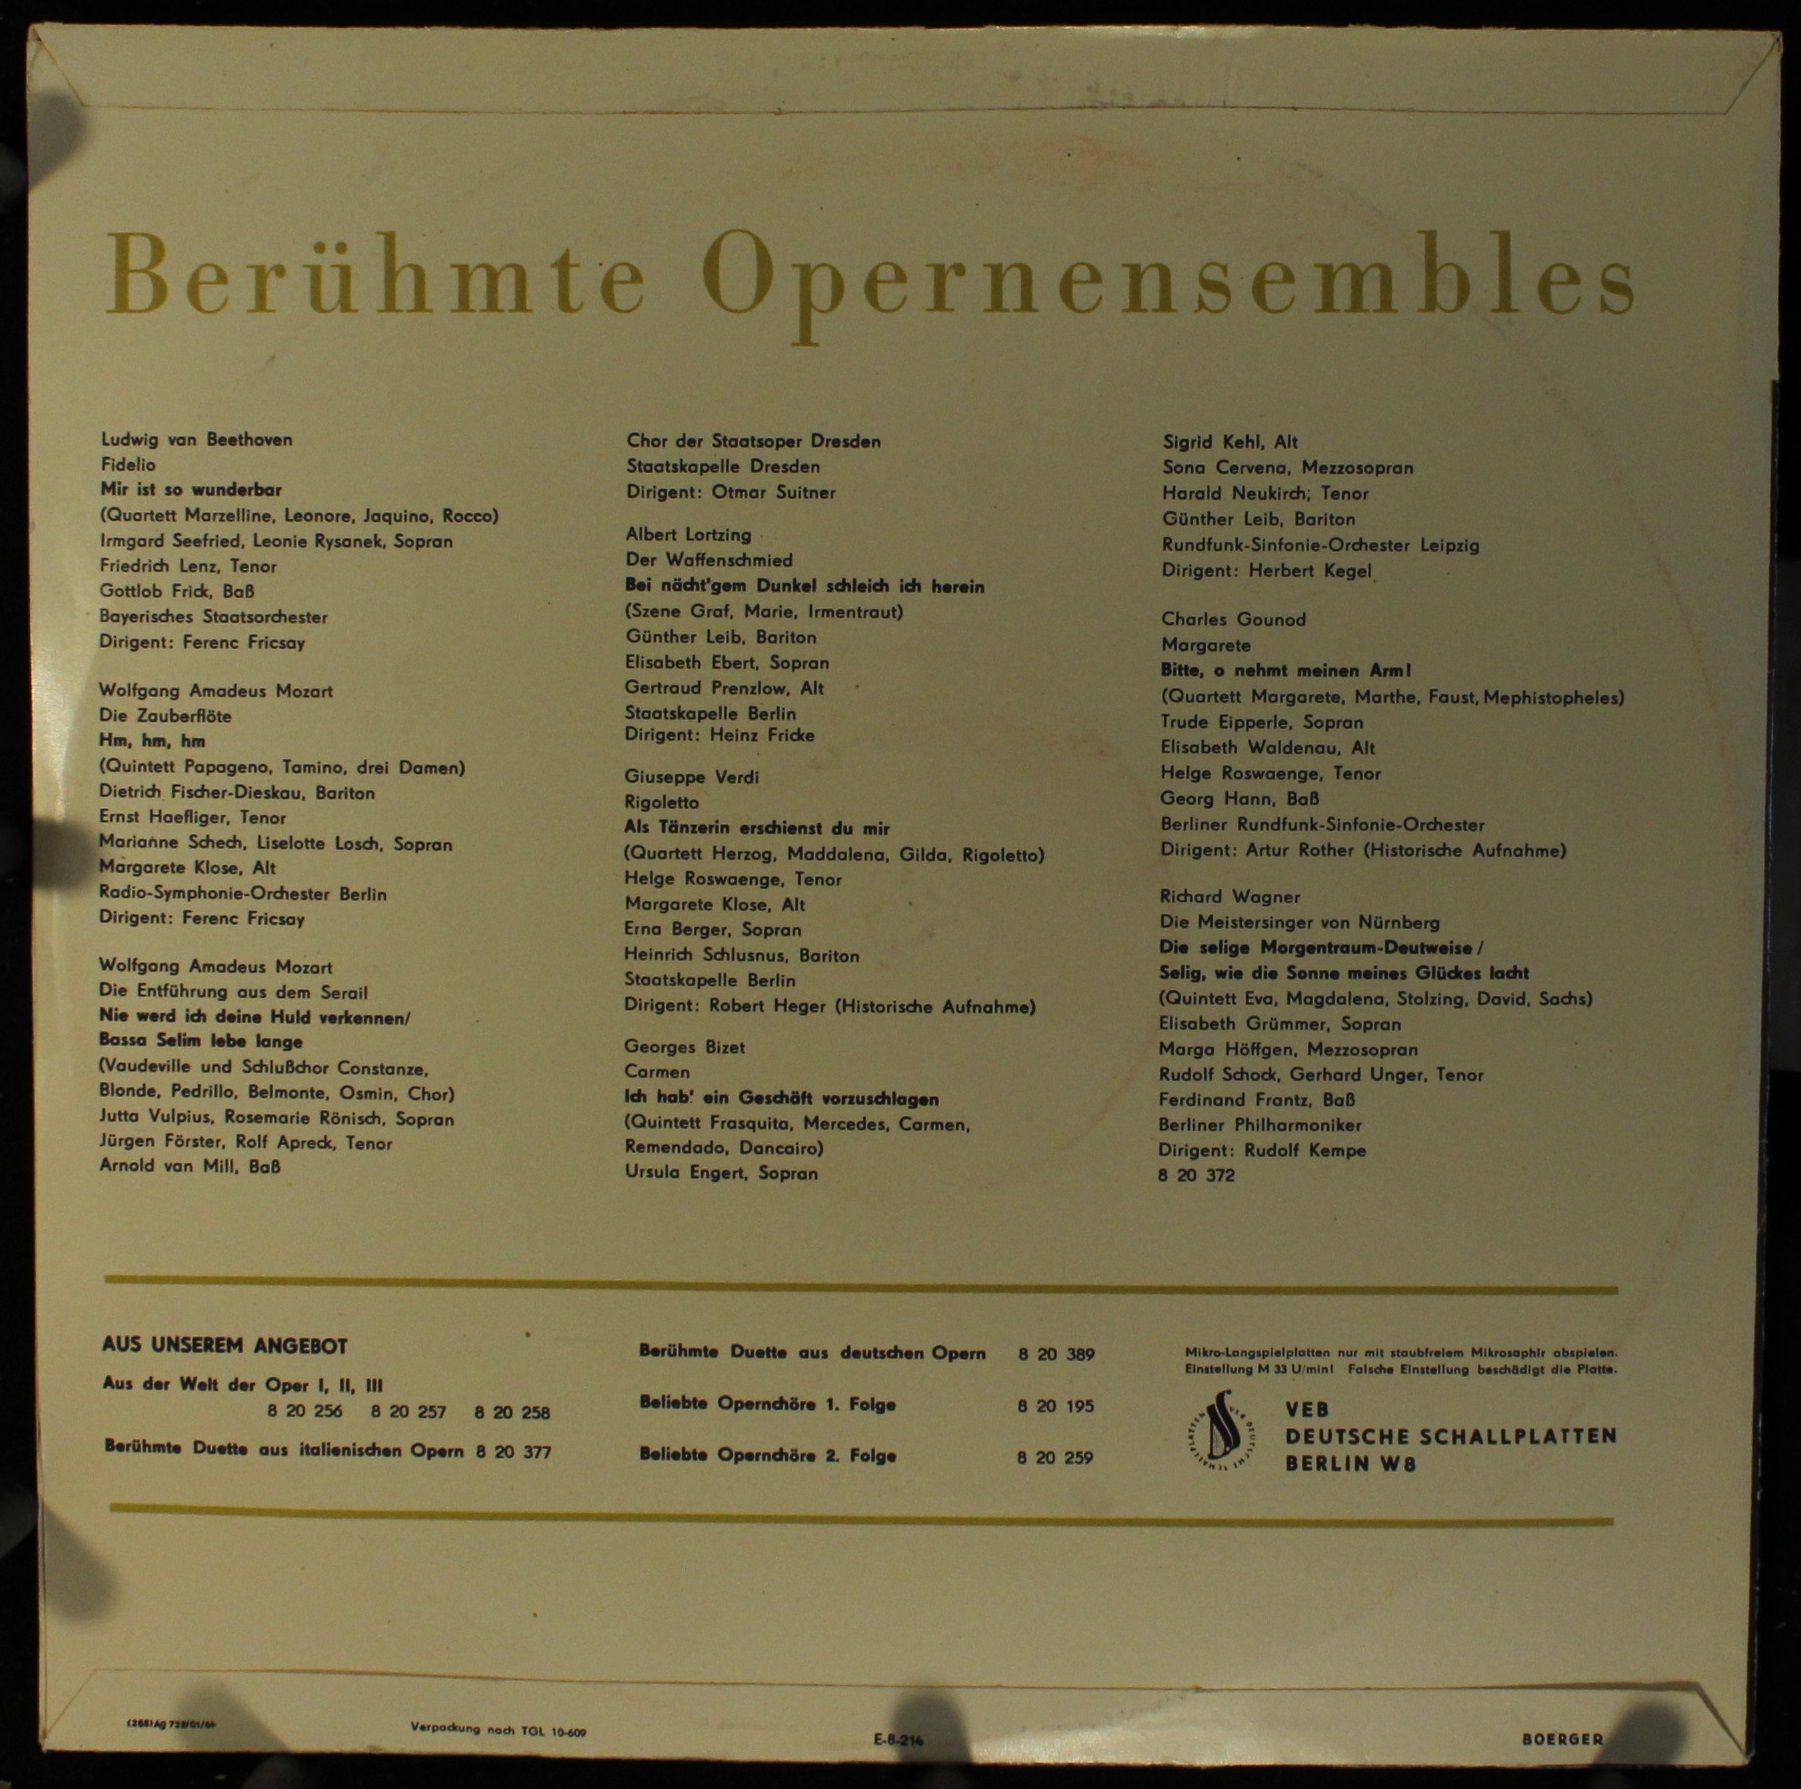 Berühmte Opernensembles
Ludwig van Beethoven
Fidelio
Mir ist so wunderbar
(Quartett Marzelline, Leonore, Jaquino, Rocco)
Irmgard Seefried, Leonie Rysanek, Sopran
Friedrich Lenz, Tenor
Gottlob Frick, Baß
Bayerisches Staatsorchester
Dirigent: Ferenc Fricsay
Wolfgang Amadeus Mozart
Die Zauberflöte
Hm, hm, hm
(Quintett Papageno, Tamino, drei Damen)
Dietrich Fischer-Dieskau, Bariton
Ernst Haefliger, Tenor
Marianne Schech, Liselotte Losch, Sopran
Margarete Klose, Alt
Radio-Symphonie-Orchester Berlin
Dirigent: Ferenc Fricsay
Wolfgang Amadeus Mozart
Die Entführung aus dem Serail
Nie werd ich deine Huld verkennen/
Bassa Selim lebe lange
(Vaudeville und Schlußchor Constanze,
Blonde, Pedrillo, Belmonte, Osmin, Chor)
Jutta Vulpius, Rosemarie Rönisch, Sopran
Jürgen Förster, Rolf Apreck, Tenor
Arnold van Mill, Baß
Chor der Staatsoper Dresden
Staatskapelle Dresden
Dirigent: Otmar Suitner
Albert Lortzing
Der Waffenschmied
Bei nächt'gem Dunkel schleich ich herein
(Szene Graf, Marie, Irmentraut)
Günther Leib, Bariton
Elisabeth Ebert, Sopran
Gertraud Prenzlow, Alt
Staatskapelle Berlin
Dirigent: Heinz Fricke
Giuseppe Verdi
Rigoletto
Als Tänzerin erschienst du mir
(Quartett Herzog, Maddalena, Gilda, Rigoletto)
Helge Roswaenge, Tenor
Margarete Klose, Alt
Erna Berger, Sopran
Heinrich Schlusnus, Bariton
Staatskapelle Berlin
Dirigent: Robert Heger (Historische Aufnahme)
Georges Bizet
Carmen
Ich hab' ein Geschäft vorzuschlagen
(Quintett Frasquita, Mercedes, Carmen,
Remendado, Dancairo)
Ursula Engert, Sopran
Sigrid Kehl, Alt
Sona Cervena, Mezzosopran
Harald Neukirch, Tenor
Günther Leib, Bariton
Rundfunk-Sinfonie-Orchester Leipzig
Dirigent: Herbert Kegel
Charles Gounod
Margarete
Bitte, o nehmt meinen Arm!
(Quartett Margarete, Marthe, Faust, Mephistopheles)
Trude Eipperle, Sopran
Elisabeth Waldenau, Alt
Helge Roswaenge, Tenor
Georg Hann, Baß
Berliner Rundfunk-Sinfonie-Orchester
Dirigent: Artur Rother (Historische Aufnahme)
Richard Wagner
Die Meistersinger von Nürnberg
Die selige Morgentraum-Deutweise /
Selig, wie die Sonne meines Glückes lacht
(Quintett Eva, Magdalena, Stolzing, David, Sachs)
Elisabeth Grümmer, Sopran
Marga Höffgen, Mezzosopran
Rudolf Schock, Gerhard Unger, Tenor
Ferdinand Frantz, Baß
Berliner Philharmoniker
Dirigent: Rudolf Kempe
8 20 372
AUS UNSEREM ANGEBOT
Aus der Welt der Oper I, II, III
8 20 256 8 20 257 8 20 258
Berühmte Duette aus italienischen Opern 8 20 377
Berühmte Duette aus deutschen Opern 8 20 389
Beliebte Opernchöre 1. Folge 8 20 195
Beliebte Opernchöre 2. Folge 8 20 259
Mikro-Langspielplatten nur mit staubfreiem Mikrosaphir abspielen.
Einstellung M 33 U/min! Falsche Einstellung beschädigt die Platte.
VEB
DEUTSCHE SCHALLPLATTEN
BERLIN W8
Verpackung nach TGL 10-609
E-8-214
BOERGER